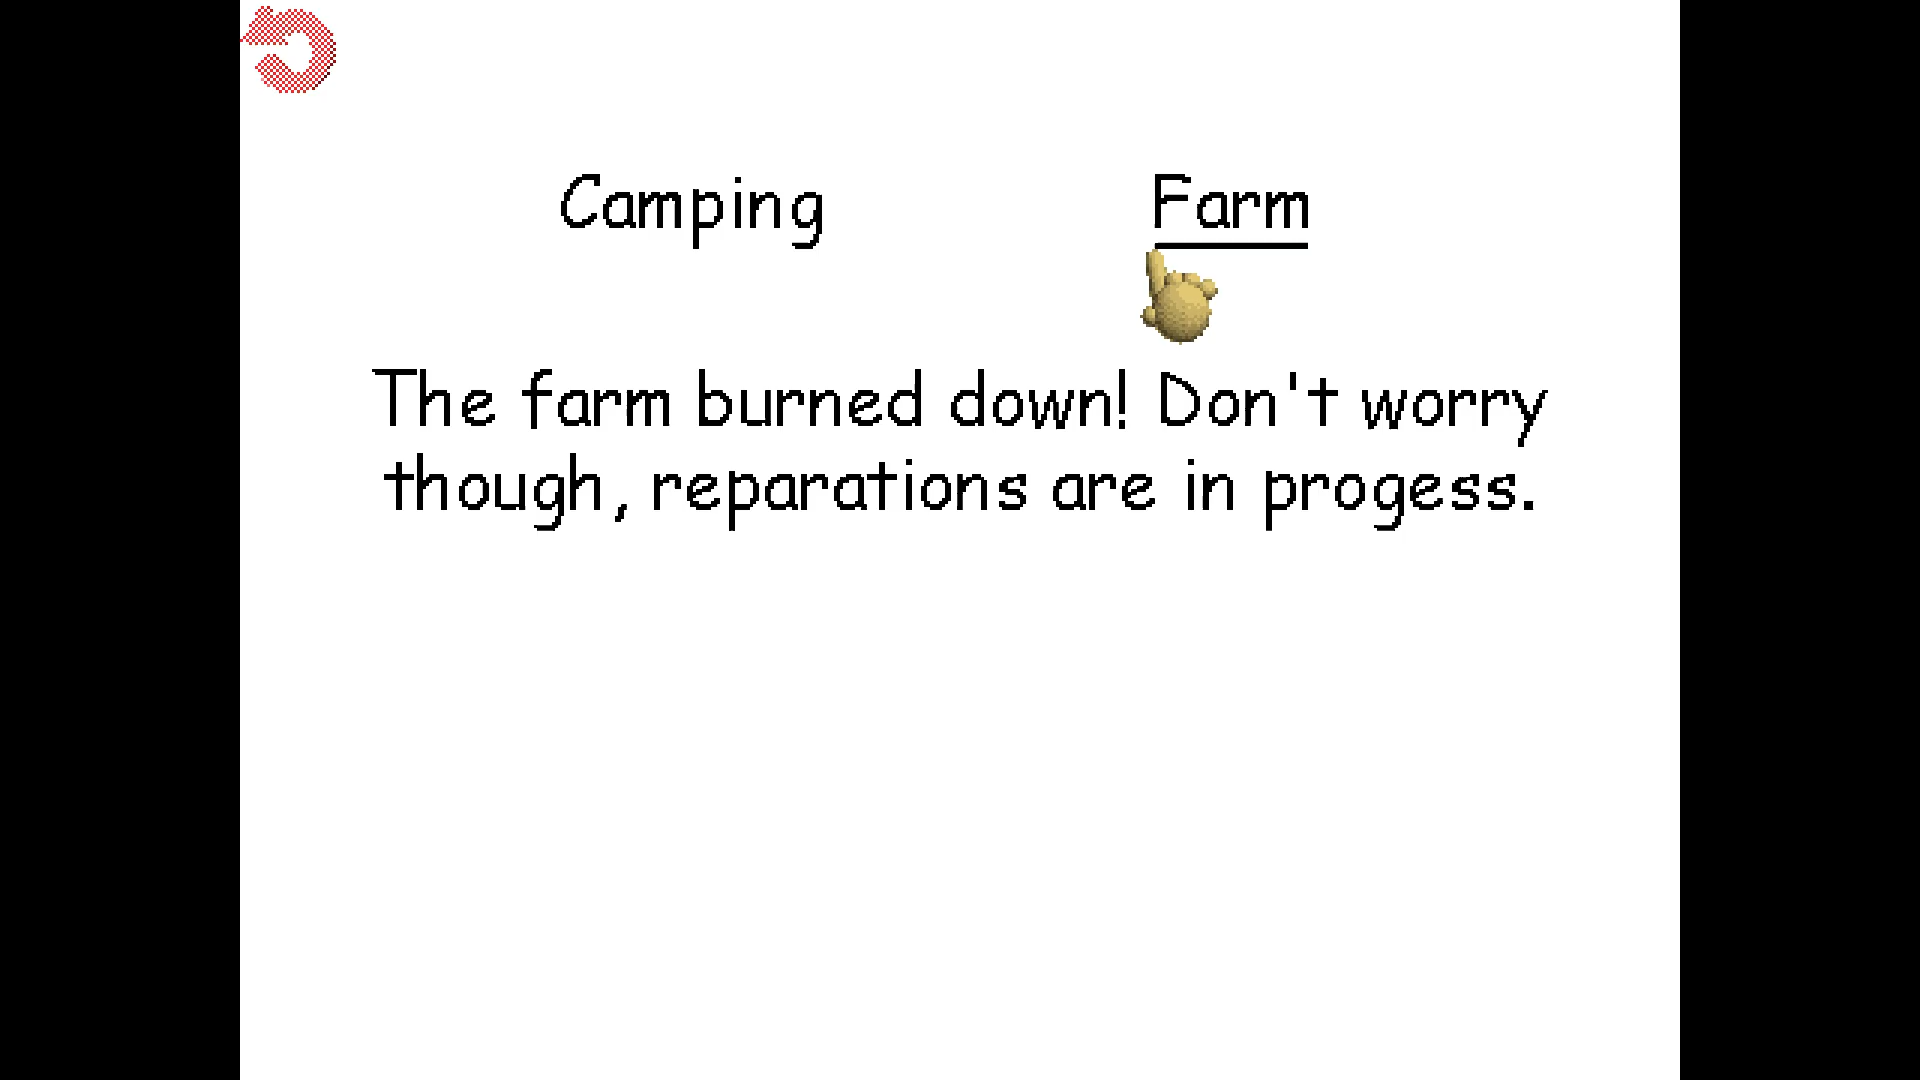 Camping Farm
The farm burned down! Don't worry
though, reparations are in progess.